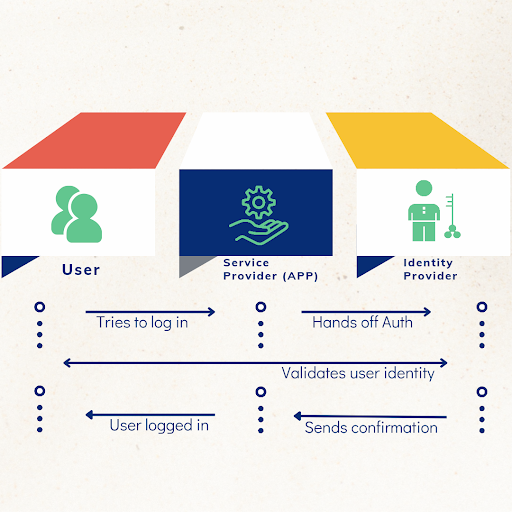 User
Service
Provider (APP)
Identity
Provider
Tries to log in
Hands off Auth
Validates user identity
User logged in
Sends confirmation